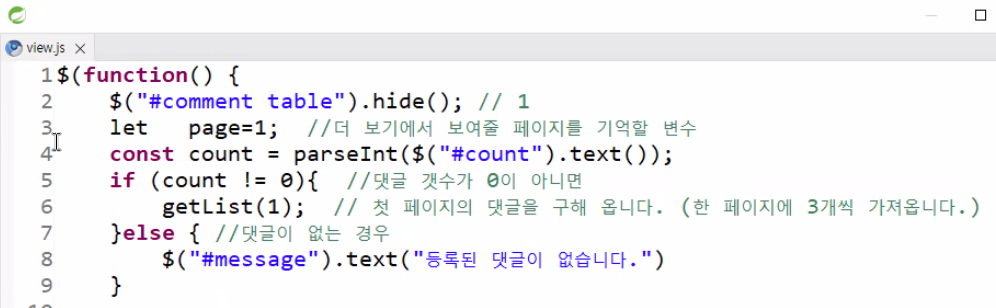 view.js
1 $(function() {
2     $("#comment table").hide(); // 1
3     let   page=1;  //더 보기에서 보여줄 페이지를 기억할 변수
4     const count = parseInt($("#count").text());
5     if (count != 0){  //댓글 갯수가 0이 아니면
6         getList(1);  // 첫 페이지의 댓글을 구해 옵니다. (한 페이지에 3개씩 가져옵니다.)
7     }else { //댓글이 없는 경우
8         $("#message").text("등록된 댓글이 없습니다.")
9     }